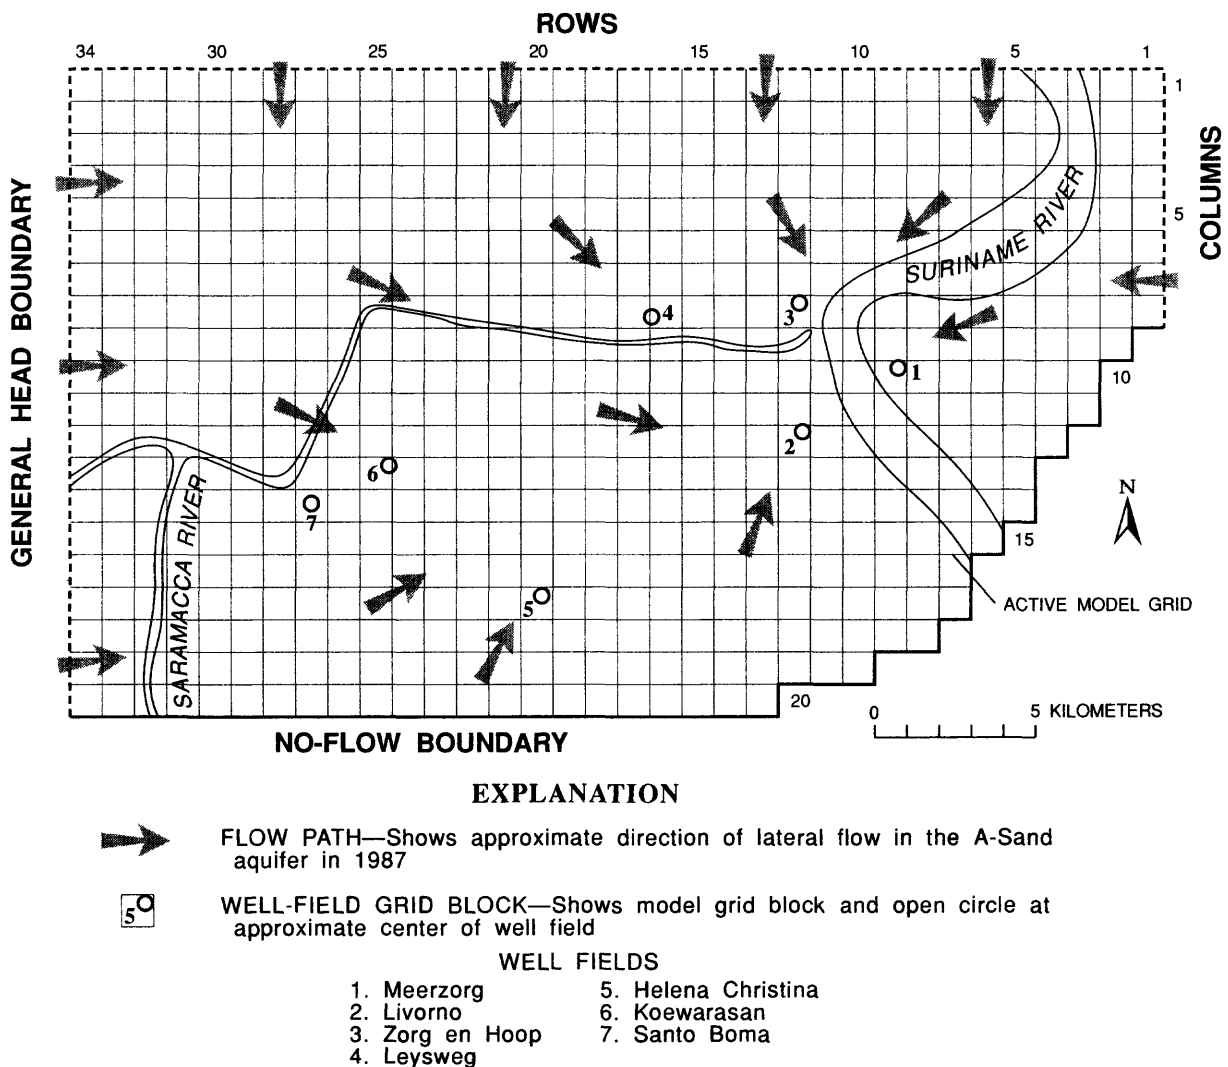 ROWS
34 30 25 20 15 10 5 1
1
5
10
15
20
COLUMNS
GENERAL HEAD BOUNDARY
SURINAME RIVER
SARAMACCA RIVER
4
3
1
2
6
7
5
N
ACTIVE MODEL GRID
NO-FLOW BOUNDARY
0 5 KILOMETERS
EXPLANATION
FLOW PATH—Shows approximate direction of lateral flow in the A-Sand
aquifer in 1987
5
WELL-FIELD GRID BLOCK—Shows model grid block and open circle at
approximate center of well field
WELL FIELDS
1. Meerzorg
2. Livorno
3. Zorg en Hoop
4. Leysweg
5. Helena Christina
6. Koewarasan
7. Santo Boma